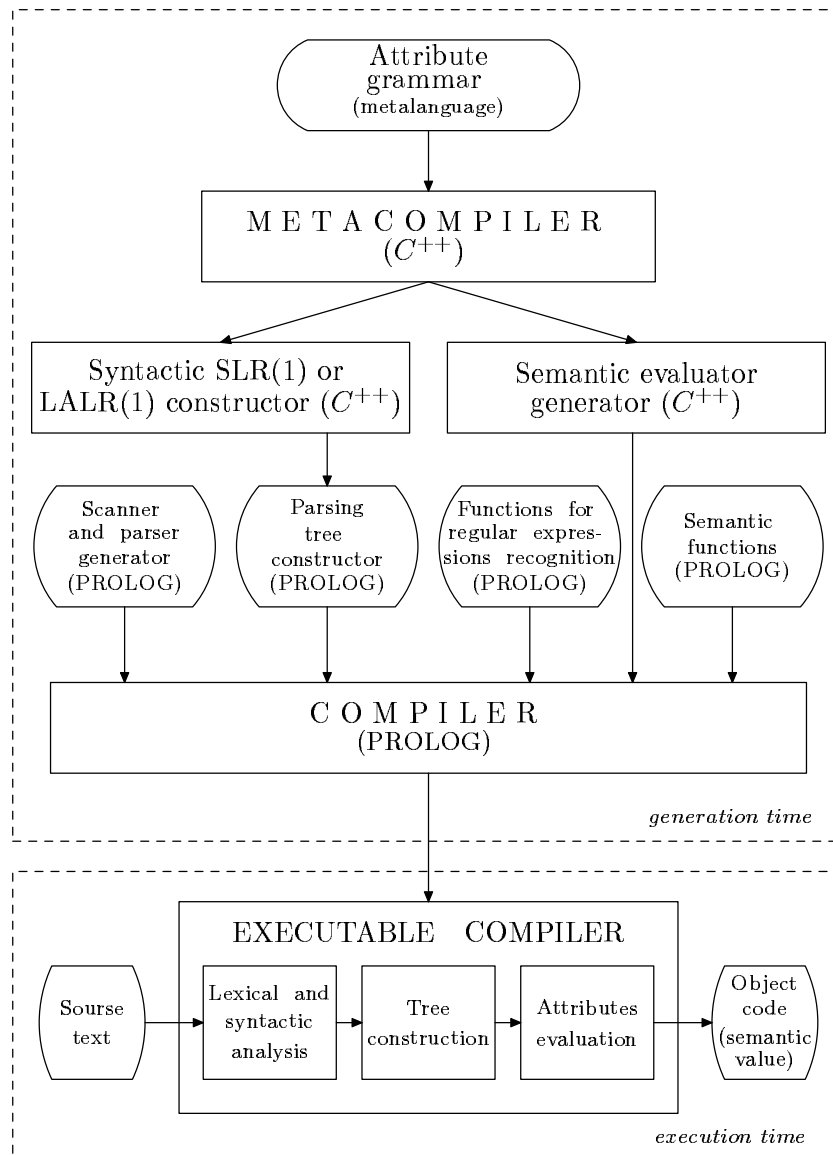 Attribute
grammar
(metalanguage)
M E T A C O M P I L E R
(C++)
Syntactic SLR(1) or
LALR(1) constructor (C++)
Semantic evaluator
generator (C++)
Scanner
and parser
generator
(PROLOG)
Parsing
tree
constructor
(PROLOG)
Functions for
regular expres-
sions recognition
(PROLOG)
Semantic
functions
(PROLOG)
C O M P I L E R
(PROLOG)
generation time
EXECUTABLE COMPILER
Sourse
text
Lexical and
syntactic
analysis
Tree
construction
Attributes
evaluation
Object
code
(semantic
value)
execution time